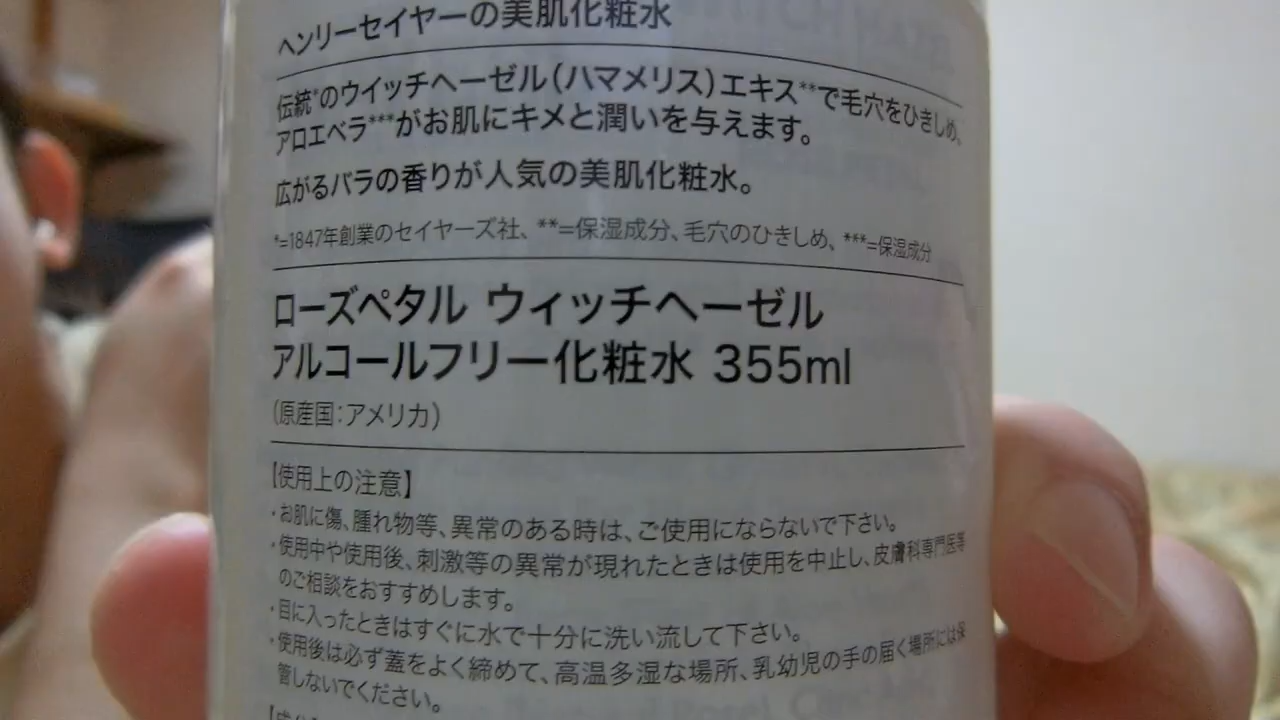 ヘンリーセイヤーの美肌化粧水
伝統*のウイッチヘーゼル(ハマメリス)エキス**で毛穴をひきしめ、
アロエベラ***がお肌にキメと潤いを与えます。
広がるバラの香りが人気の美肌化粧水。
*=1847年創業のセイヤーズ社、**=保湿成分、毛穴のひきしめ、***=保湿成分
ローズペタル ウィッチヘーゼル
アルコールフリー化粧水 355ml
(原産国:アメリカ)
【使用上の注意】
・お肌に傷、腫れ物等、異常のある時は、ご使用にならないで下さい。
・使用中や使用後、刺激等の異常が現れたときは使用を中止し、皮膚科専門医等
のご相談をおすすめします。
・目に入ったときはすぐに水で十分に洗い流して下さい。
・使用後は必ず蓋をよく締めて、高温多湿な場所、乳幼児の手の届く場所には保
管しないでください。